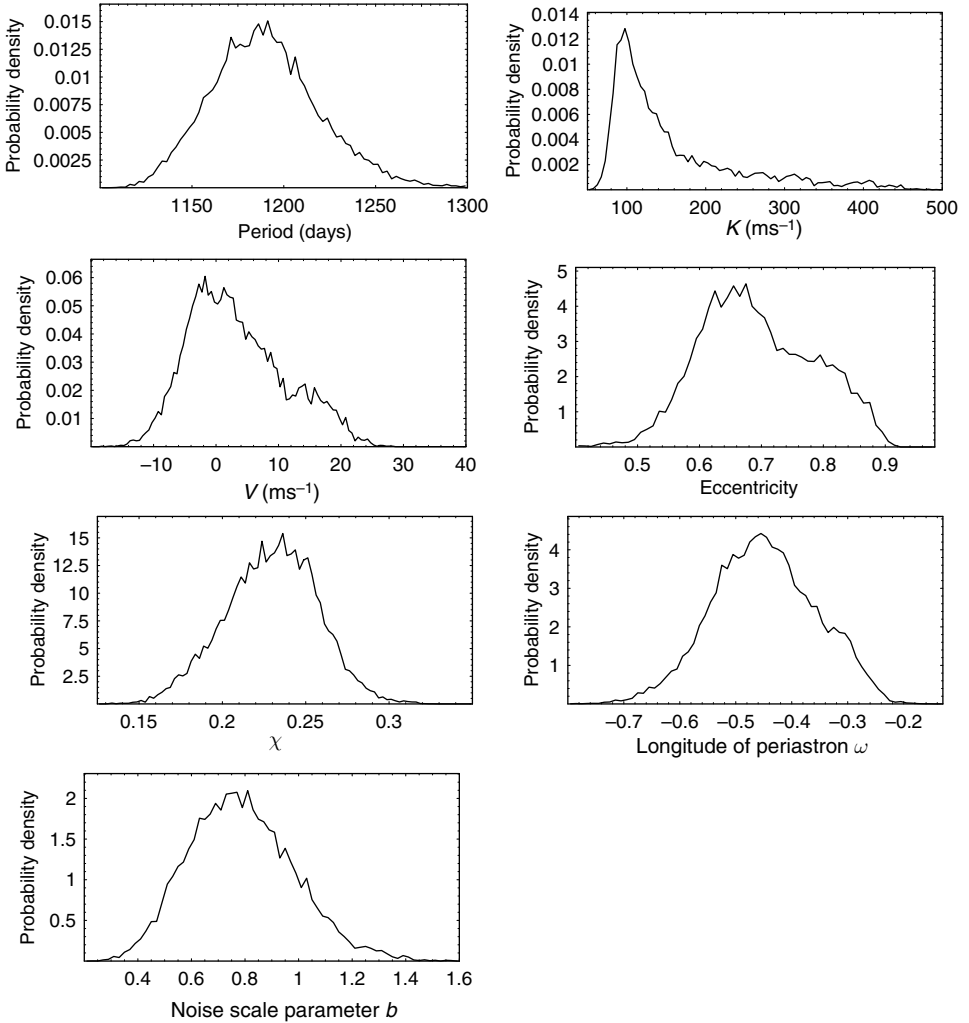 Probability density
0.015
0.0125
0.01
0.0075
0.005
0.0025
1150 1200 1250 1300
Period (days)
Probability density
0.014
0.012
0.01
0.008
0.006
0.004
0.002
100 200 300 400 500
K (ms⁻¹)
Probability density
0.06
0.05
0.04
0.03
0.02
0.01
−10 0 10 20 30 40
V (ms⁻¹)
Probability density
5
4
3
2
1
0.5 0.6 0.7 0.8 0.9
Eccentricity
Probability density
15
12.5
10
7.5
5
2.5
0.15 0.2 0.25 0.3
χ
Probability density
4
3
2
1
−0.7 −0.6 −0.5 −0.4 −0.3 −0.2
Longitude of periastron ω
Probability density
2
1.5
1
0.5
0.4 0.6 0.8 1 1.2 1.4 1.6
Noise scale parameter b